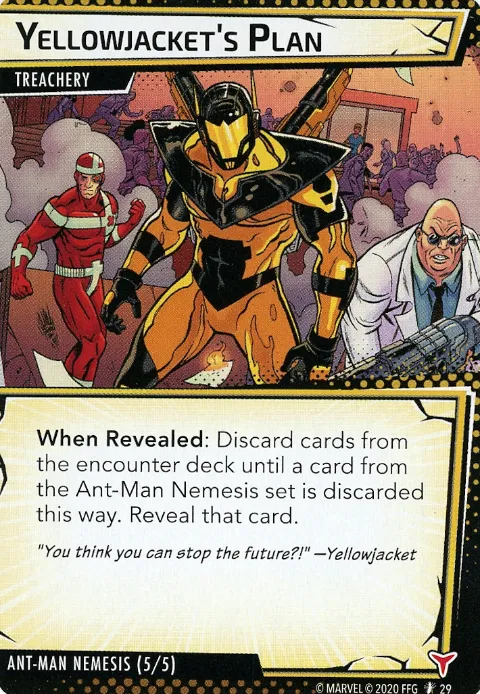 Yellowjacket's Plan
TREACHERY
When Revealed: Discard cards from
the encounter deck until a card from
the Ant-Man Nemesis set is discarded
this way. Reveal that card.
"You think you can stop the future?!" —Yellowjacket
ANT-MAN NEMESIS (5/5)
© MARVEL © 2020 FFG 29